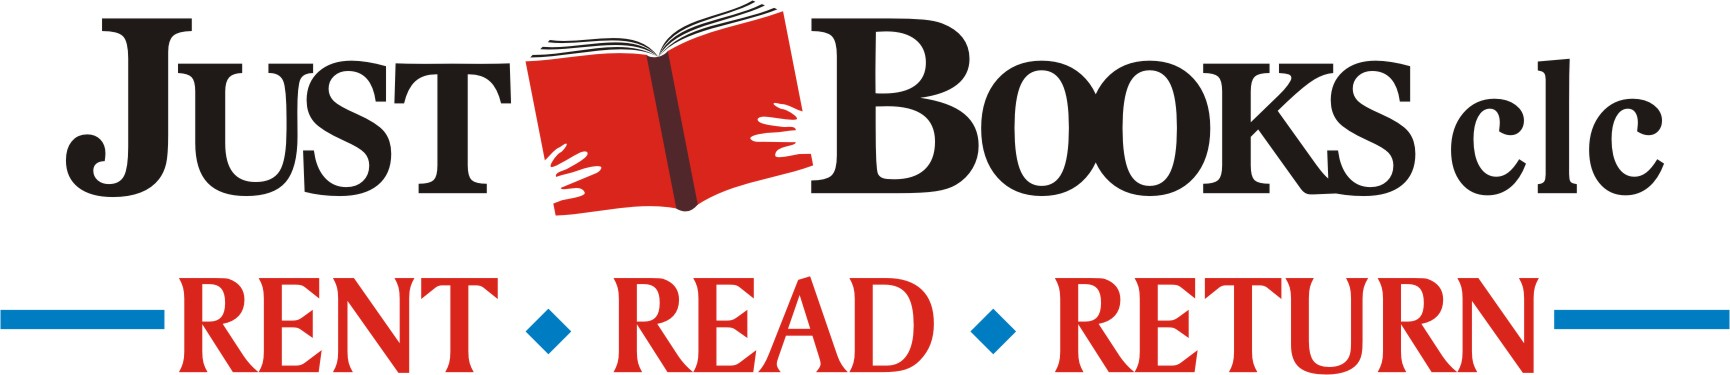 JUST BOOKS clc
RENT ◆ READ ◆ RETURN